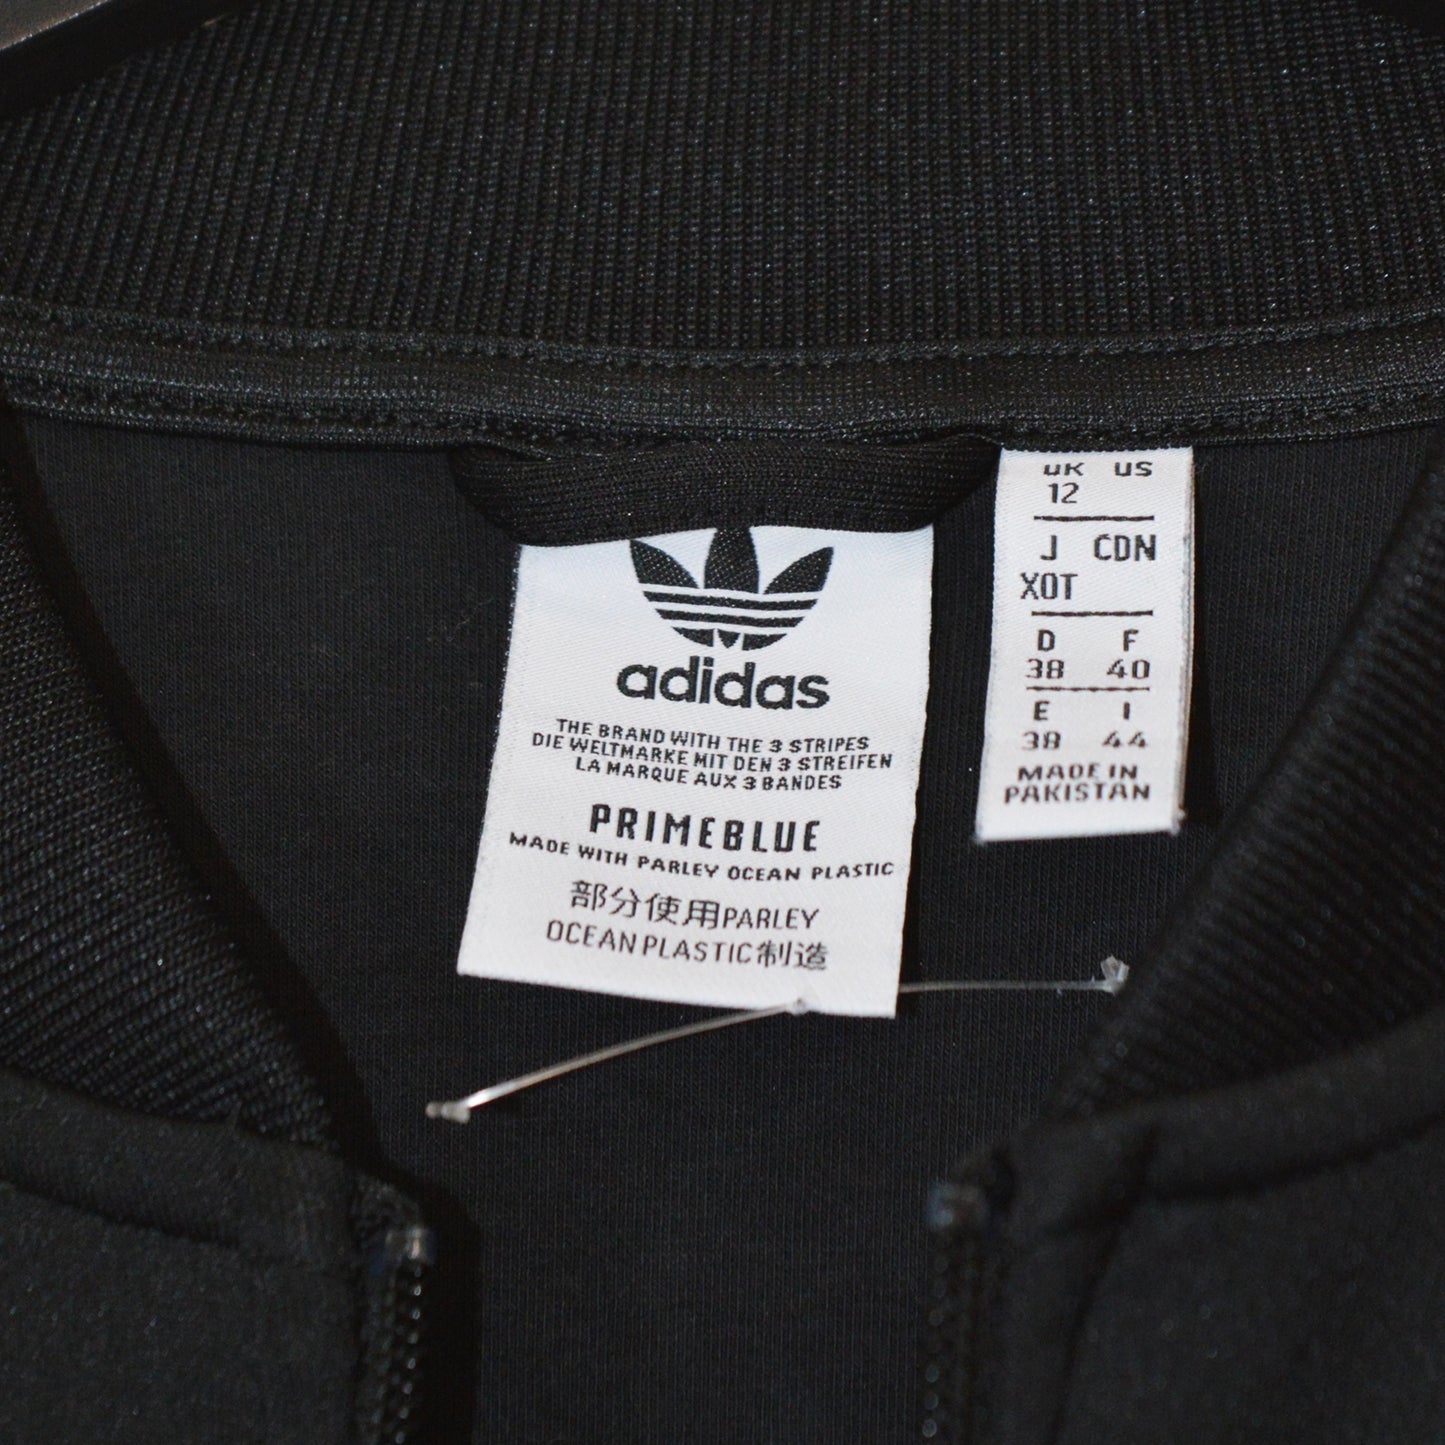 adidas
THE BRAND WITH THE 3 STRIPES
DIE WELTMARKE MIT DEN 3 STREIFEN
LA MARQUE AUX 3 BANDES
PRIMEBLUE
MADE WITH PARLEY OCEAN PLASTIC
部分使用PARLEY
OCEAN PLASTIC制造
UK US
12
J CDN
XOT
D F
38 40
E I
38 44
MADE IN
PAKISTAN